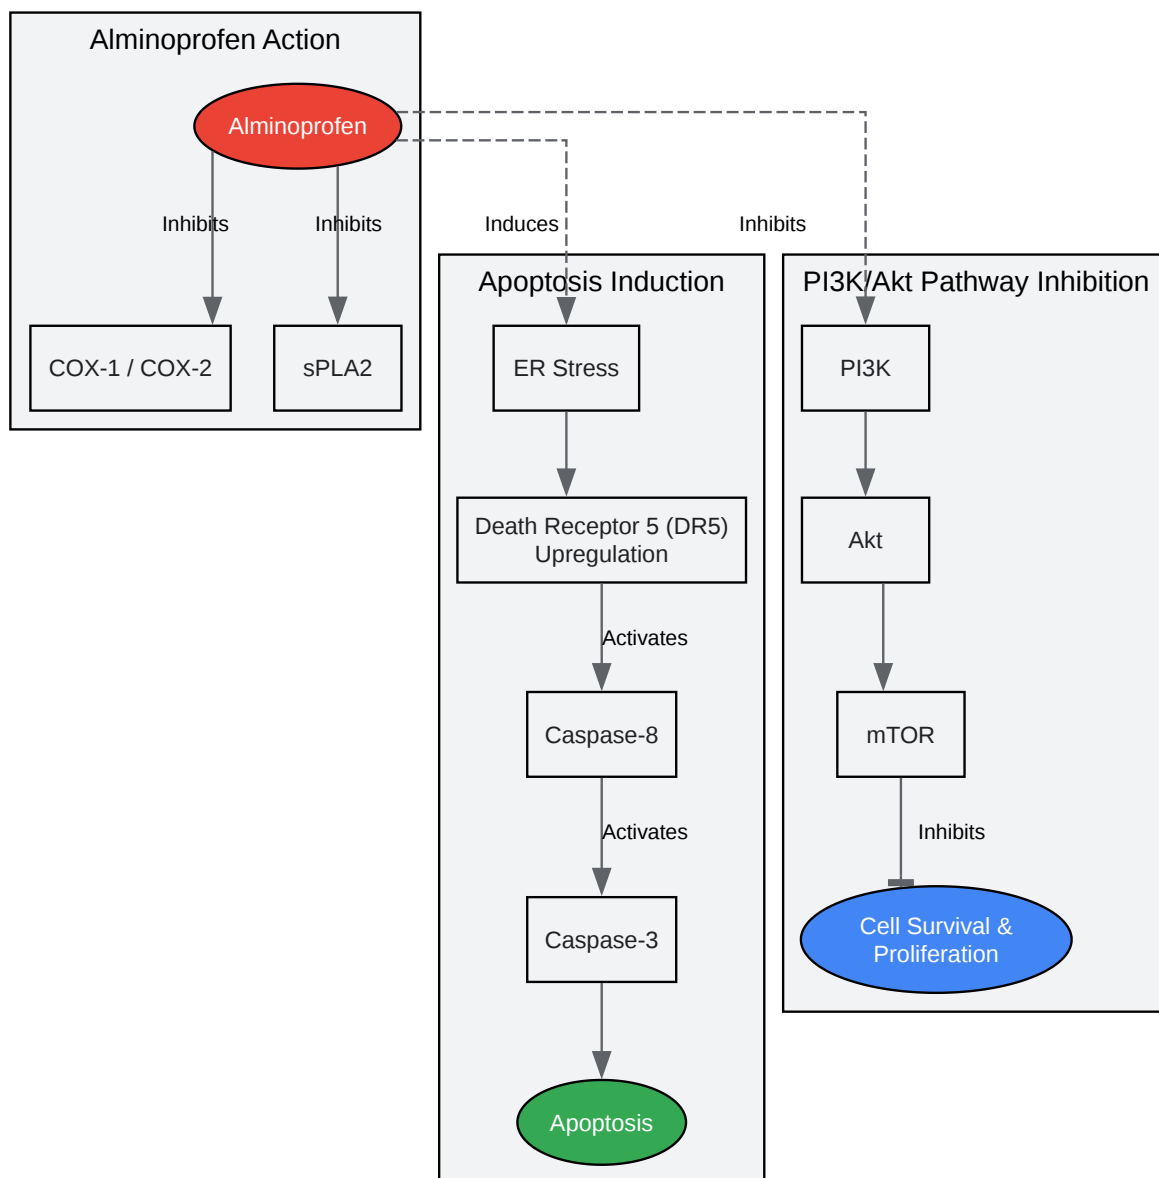 Alminoprofen Action
Alminoprofen
Inhibits
Inhibits
Induces
Inhibits
COX-1 / COX-2
sPLA2
Apoptosis Induction
ER Stress
Death Receptor 5 (DR5)
Upregulation
Activates
Caspase-8
Activates
Caspase-3
Apoptosis
PI3K/Akt Pathway Inhibition
PI3K
Akt
mTOR
Inhibits
Cell Survival &
Proliferation